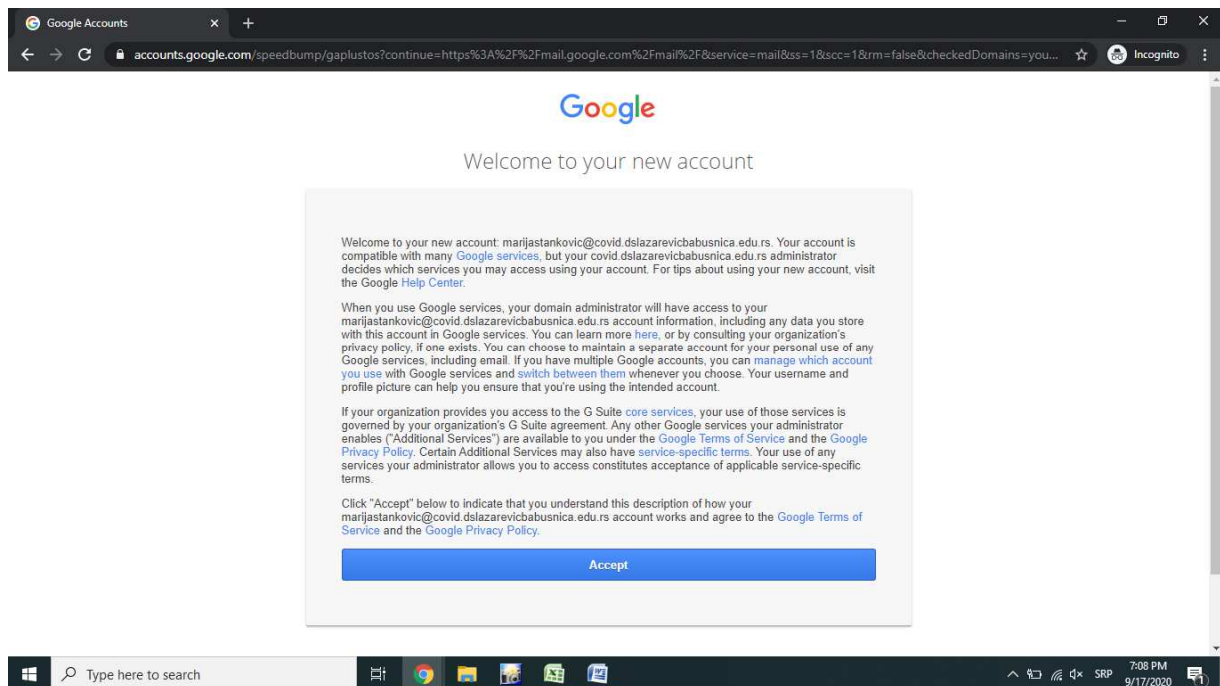 Google Accounts
accounts.google.com/speedbump/gaplustos?continue=https%3A%2F%2Fmail.google.com%2Fmail%2F&service=mail&ss=1&scc=1&rm=false&checkedDomains=you...
Incognito
Google
Welcome to your new account
Welcome to your new account: marijastankovic@covid.dslazarevicbabusnica.edu.rs. Your account is
compatible with many Google services, but your covid.dslazarevicbabusnica.edu.rs administrator
decides which services you may access using your account. For tips about using your new account, visit
the Google Help Center.
When you use Google services, your domain administrator will have access to your
marijastankovic@covid.dslazarevicbabusnica.edu.rs account information, including any data you store
with this account in Google services. You can learn more here, or by consulting your organization's
privacy policy, if one exists. You can choose to maintain a separate account for your personal use of any
Google services, including email. If you have multiple Google accounts, you can manage which account
you use with Google services and switch between them whenever you choose. Your username and
profile picture can help you ensure that you're using the intended account.
If your organization provides you access to the G Suite core services, your use of those services is
governed by your organization's G Suite agreement. Any other Google services your administrator
enables ("Additional Services") are available to you under the Google Terms of Service and the Google
Privacy Policy. Certain Additional Services may also have service-specific terms. Your use of any
services your administrator allows you to access constitutes acceptance of applicable service-specific
terms.
Click "Accept" below to indicate that you understand this description of how your
marijastankovic@covid.dslazarevicbabusnica.edu.rs account works and agree to the Google Terms of
Service and the Google Privacy Policy.
Accept
Type here to search
SRP
7:08 PM
9/17/2020